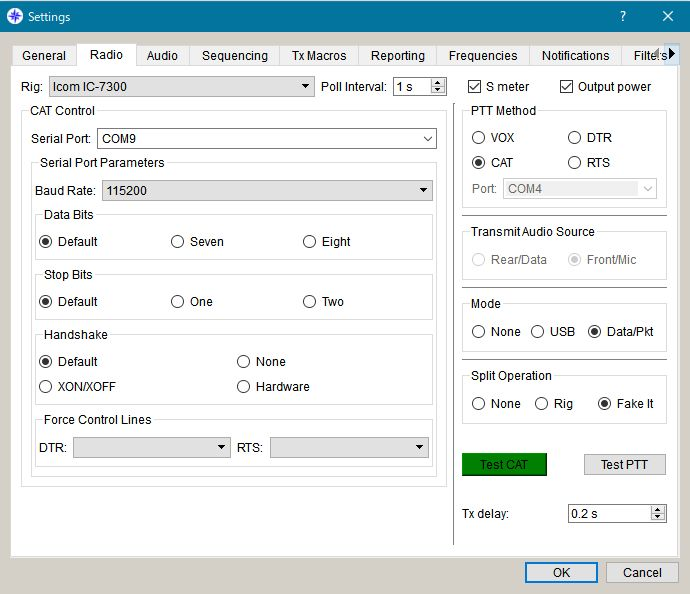 Settings
?
General Radio Audio Sequencing Tx Macros Reporting Frequencies Notifications Filters
Rig: Icom IC-7300 Poll Interval: 1 s S meter Output power
CAT Control
Serial Port: COM9
Serial Port Parameters
Baud Rate: 115200
Data Bits
Default Seven Eight
Stop Bits
Default One Two
Handshake
Default None
XON/XOFF Hardware
Force Control Lines
DTR: RTS:
PTT Method
VOX DTR
CAT RTS
Port: COM4
Transmit Audio Source
Rear/Data Front/Mic
Mode
None USB Data/Pkt
Split Operation
None Rig Fake It
Test CAT Test PTT
Tx delay: 0.2 s
OK Cancel